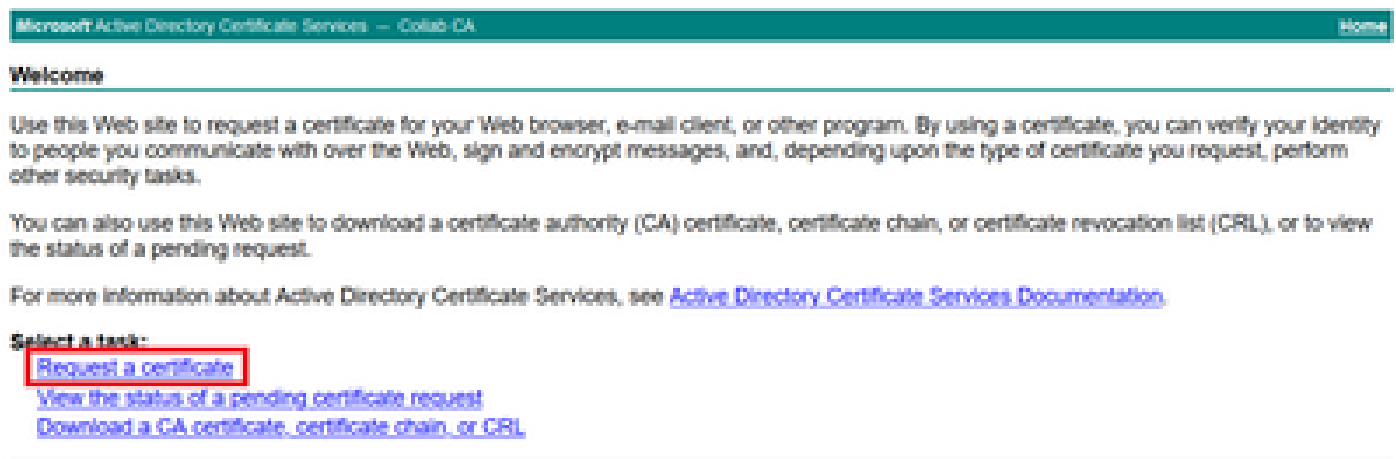 Microsoft Active Directory Certificate Services -- Collab CA Home
Welcome
Use this Web site to request a certificate for your Web browser, e-mail client, or other program. By using a certificate, you can verify your identity
to people you communicate with over the Web, sign and encrypt messages, and, depending upon the type of certificate you request, perform
other security tasks.
You can also use this Web site to download a certificate authority (CA) certificate, certificate chain, or certificate revocation list (CRL), or to view
the status of a pending request.
For more information about Active Directory Certificate Services, see Active Directory Certificate Services Documentation.
Select a task:
Request a certificate
View the status of a pending certificate request
Download a CA certificate, certificate chain, or CRL